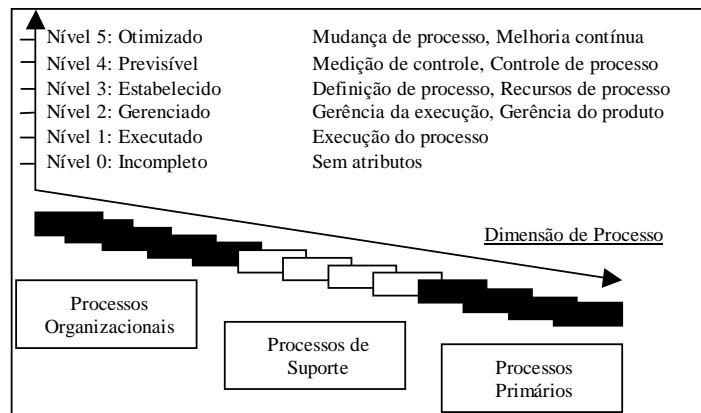 Nível 5: Otimizado Mudança de processo, Melhoria contínua
Nível 4: Previsível Medição de controle, Controle de processo
Nível 3: Estabelecido Definição de processo, Recursos de processo
Nível 2: Gerenciado Gerência da execução, Gerência do produto
Nível 1: Executado Execução do processo
Nível 0: Incompleto Sem atributos
Dimensão de Processo
Processos
Organizacionais
Processos de
Suporte
Processos
Primários